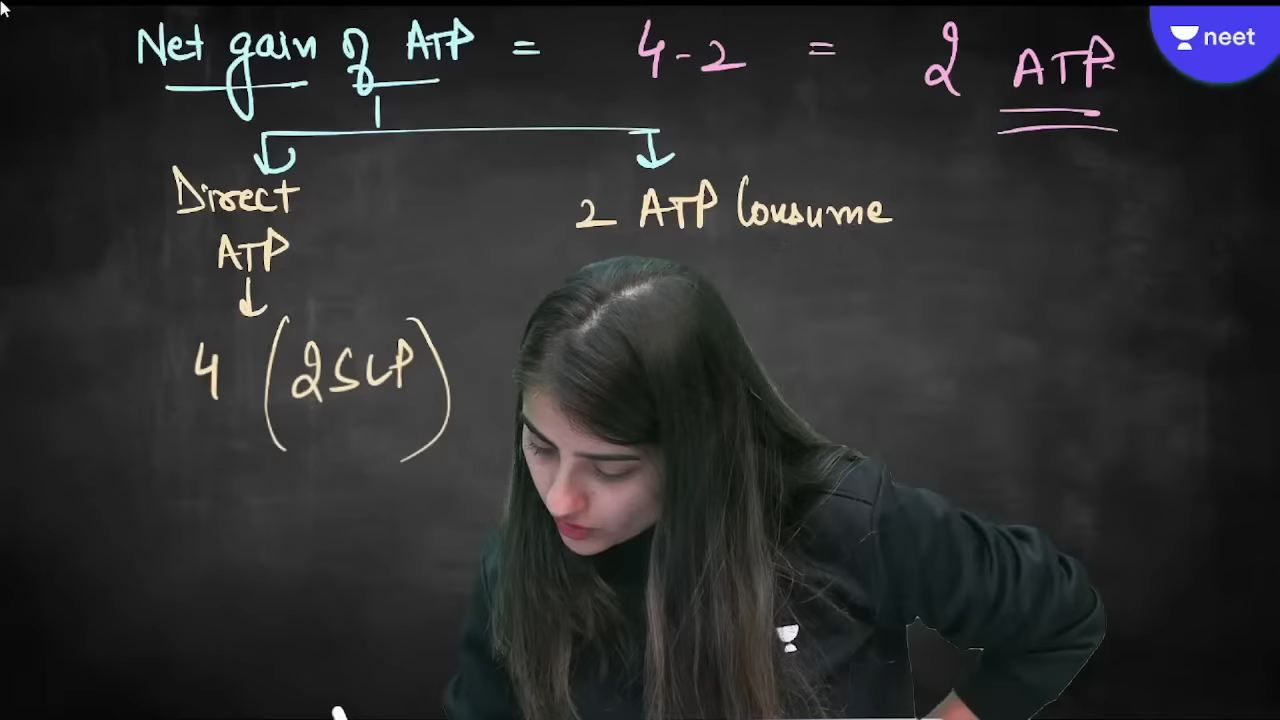 Net gain of ATP = 4-2 = 2 ATP
neet
Direct
ATP
2 ATP Consume
4 (2SLP)